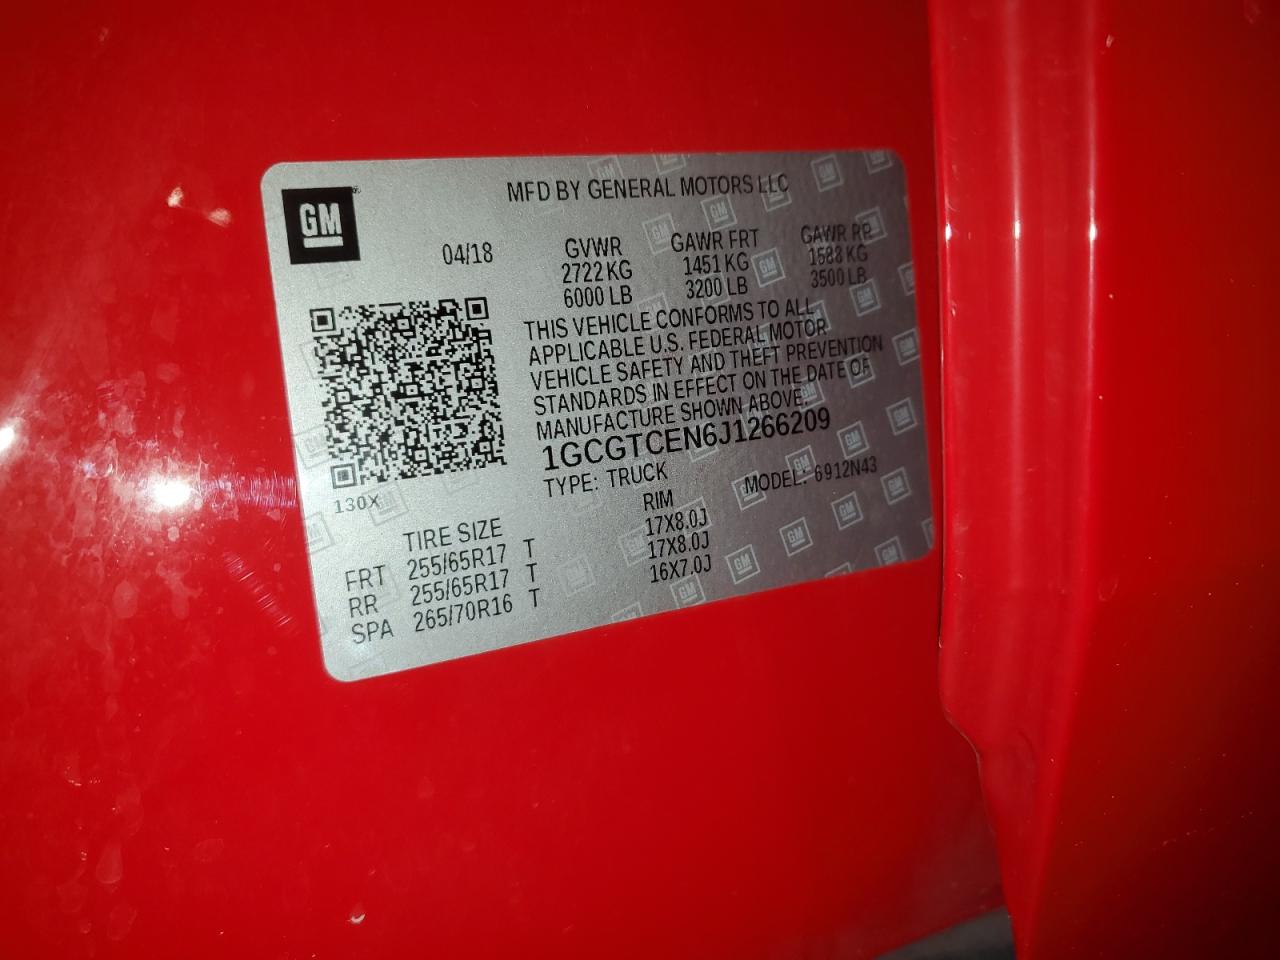 MFD BY GENERAL MOTORS LLC
GM
04/18
GVWR GAWR FRT GAWR RR
2722 KG 1451 KG 1588 KG
6000 LB 3200 LB 3500 LB
THIS VEHICLE CONFORMS TO ALL
APPLICABLE U.S. FEDERAL MOTOR
VEHICLE SAFETY AND THEFT PREVENTION
STANDARDS IN EFFECT ON THE DATE OF
MANUFACTURE SHOWN ABOVE.
1GCGTCEN6J1266209
TYPE: TRUCK MODEL: 6912N43
130X
TIRE SIZE RIM
FRT 255/65R17 T 17X8.0J
RR 255/65R17 T 17X8.0J
SPA 265/70R16 T 16X7.0J